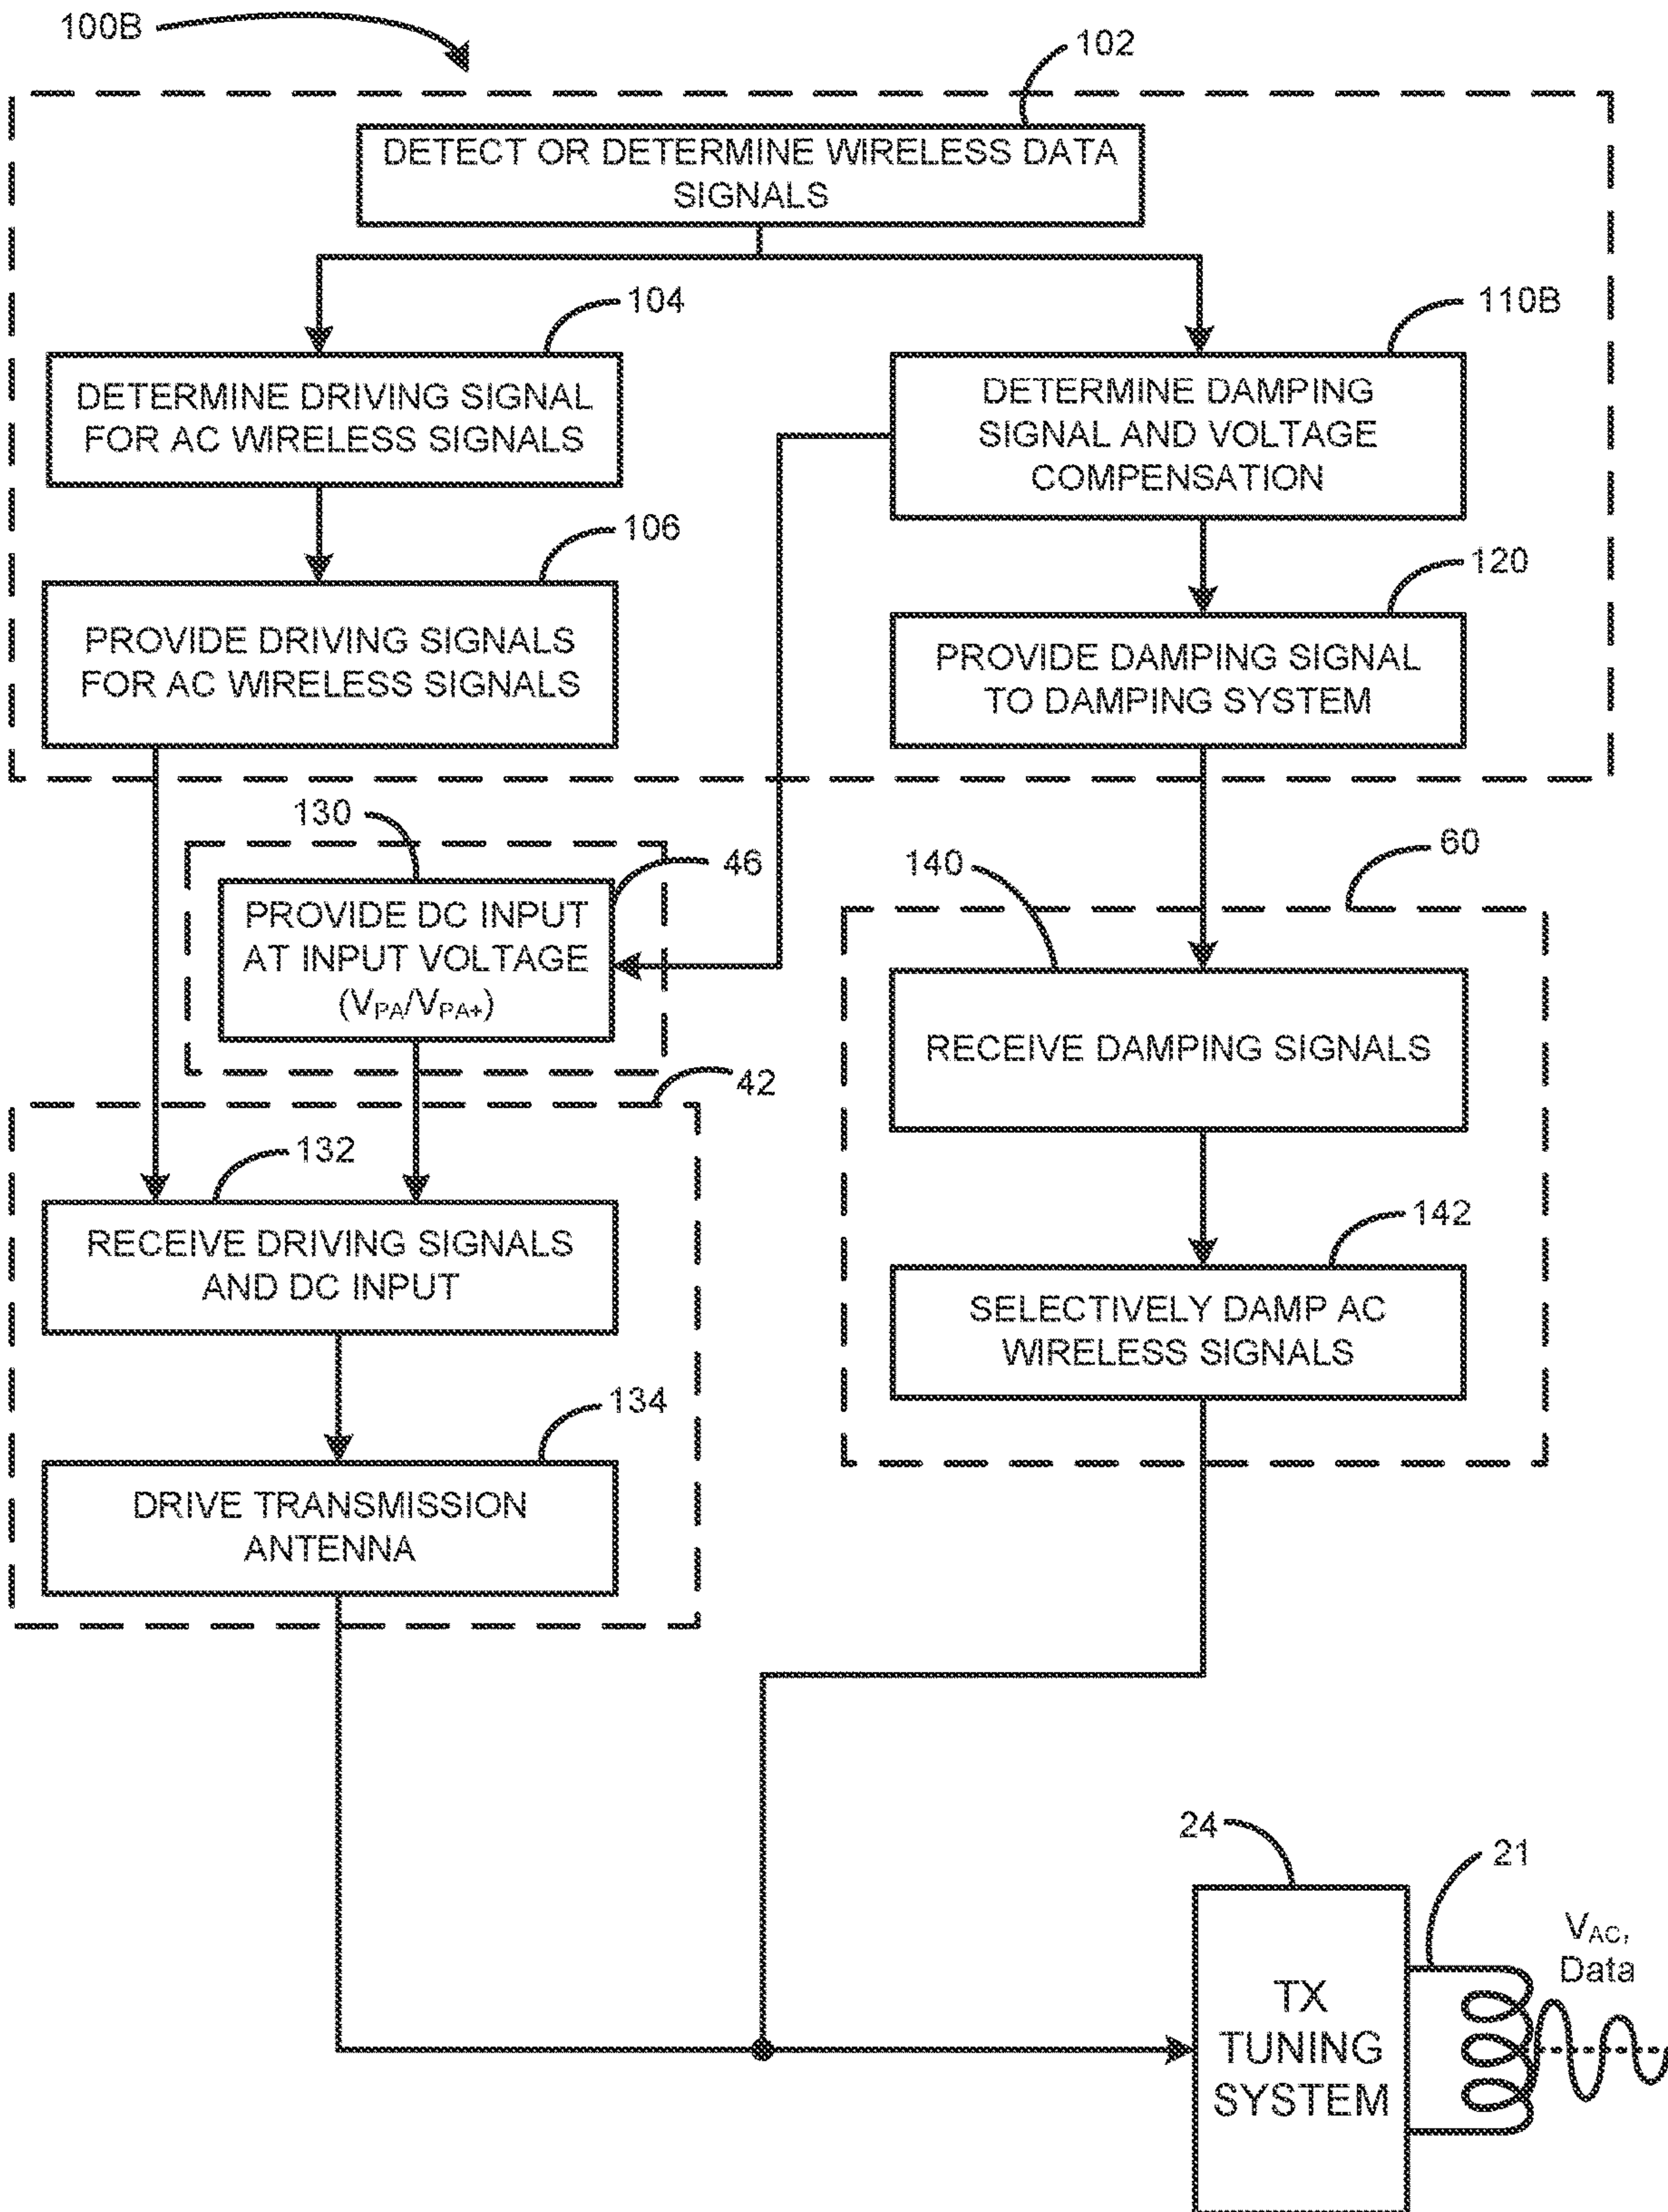 100B
102
DETECT OR DETERMINE WIRELESS DATA
SIGNALS
104
110B
DETERMINE DRIVING SIGNAL
FOR AC WIRELESS SIGNALS
DETERMINE DAMPING
SIGNAL AND VOLTAGE
COMPENSATION
106
120
PROVIDE DRIVING SIGNALS
FOR AC WIRELESS SIGNALS
PROVIDE DAMPING SIGNAL
TO DAMPING SYSTEM
130
46
140
60
PROVIDE DC INPUT
AT INPUT VOLTAGE
(VPA/VPA+)
RECEIVE DAMPING SIGNALS
42
132
RECEIVE DRIVING SIGNALS
AND DC INPUT
142
SELECTIVELY DAMP AC
WIRELESS SIGNALS
134
DRIVE TRANSMISSION
ANTENNA
24
21
VAC,
Data
TX
TUNING
SYSTEM